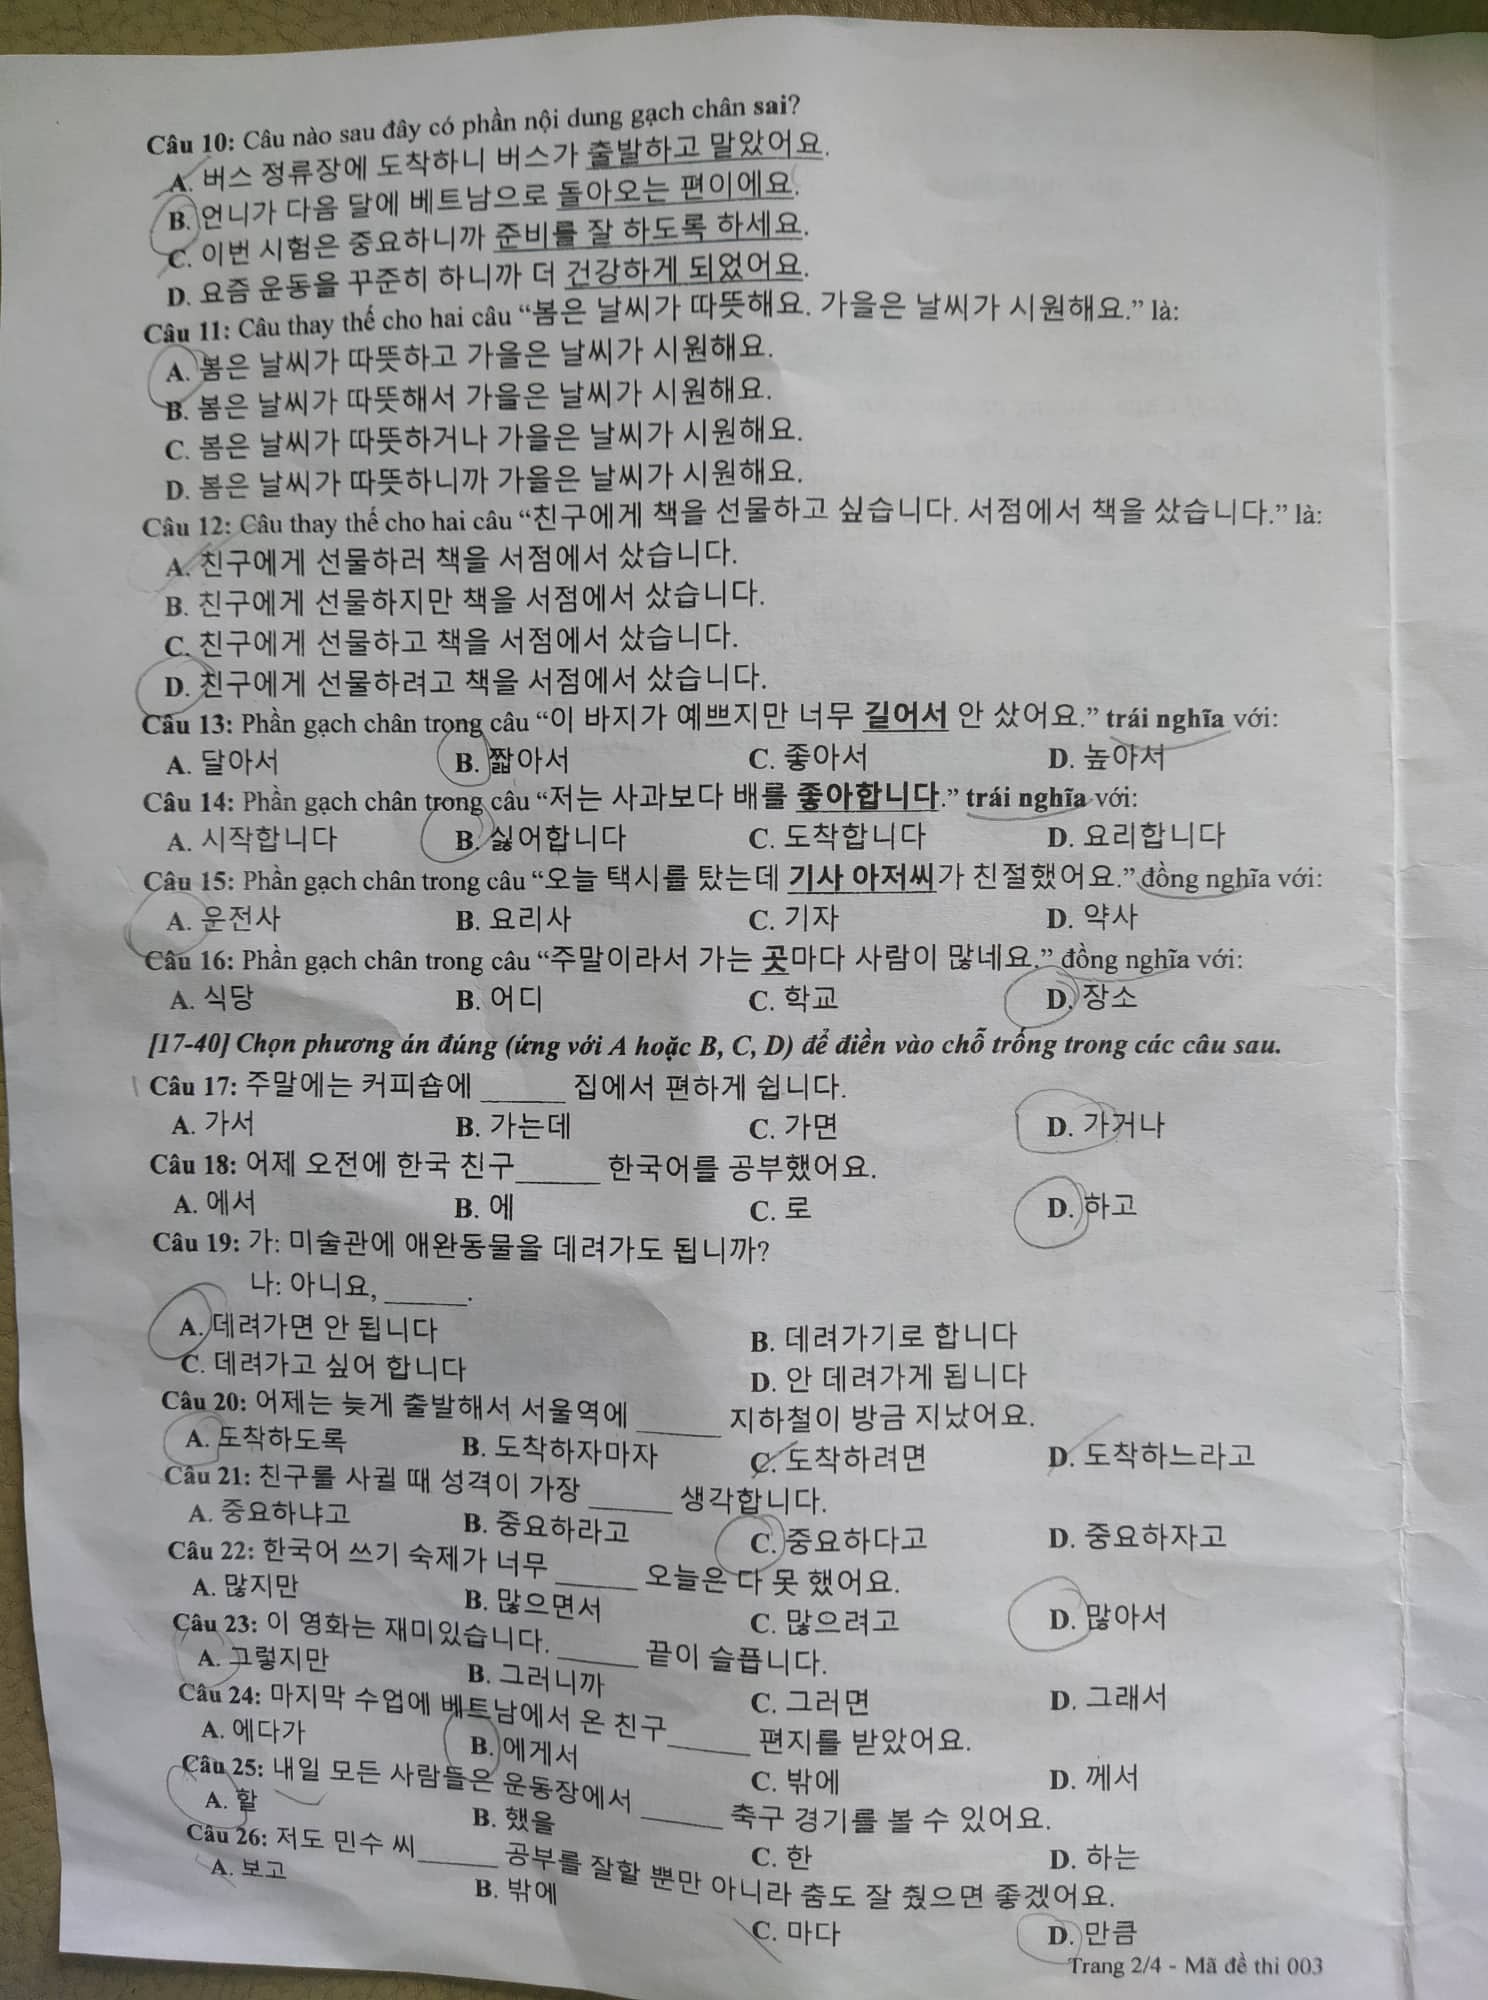 Câu 10: Câu nào sau đây có phần nội dung gạch chân sai?
A. 버스 정류장에 도착하니 버스가 출발하고 말았어요.
B. 언니가 다음 달에 베트남으로 돌아오는 편이에요.
C. 이번 시험은 중요하니까 준비를 잘 하도록 하세요.
D. 요즘 운동을 꾸준히 하니까 더 건강하게 되었어요.
Câu 11: Câu thay thế cho hai câu “봄은 날씨가 따뜻해요. 가을은 날씨가 시원해요.” là:
A. 봄은 날씨가 따뜻하고 가을은 날씨가 시원해요.
B. 봄은 날씨가 따뜻해서 가을은 날씨가 시원해요.
C. 봄은 날씨가 따뜻하거나 가을은 날씨가 시원해요.
D. 봄은 날씨가 따뜻하니까 가을은 날씨가 시원해요.
Câu 12: Câu thay thế cho hai câu “친구에게 책을 선물하고 싶습니다. 서점에서 책을 샀습니다.” là:
A. 친구에게 선물하러 책을 서점에서 샀습니다.
B. 친구에게 선물하지만 책을 서점에서 샀습니다.
C. 친구에게 선물하고 책을 서점에서 샀습니다.
D. 친구에게 선물하려고 책을 서점에서 샀습니다.
Câu 13: Phần gạch chân trong câu “이 바지가 예쁘지만 너무 길어서 안 샀어요.” trái nghĩa với:
A. 달아서 B. 짧아서 C. 좋아서 D. 높아서
Câu 14: Phần gạch chân trong câu “저는 사과보다 배를 좋아합니다.” trái nghĩa với:
A. 시작합니다 B. 싫어합니다 C. 도착합니다 D. 요리합니다
Câu 15: Phần gạch chân trong câu “오늘 택시를 탔는데 기사 아저씨가 친절했어요.” đồng nghĩa với:
A. 운전사 B. 요리사 C. 기자 D. 약사
Câu 16: Phần gạch chân trong câu “주말이라서 가는 곳마다 사람이 많네요.” đồng nghĩa với:
A. 식당 B. 어디 C. 학교 D. 장소
[17-40] Chọn phương án đúng (ứng với A hoặc B, C, D) để điền vào chỗ trống trong các câu sau.
Câu 17: 주말에는 커피숍에 ______ 집에서 편하게 쉽니다.
A. 가서 B. 가는데 C. 가면 D. 가거나
Câu 18: 어제 오전에 한국 친구______ 한국어를 공부했어요.
A. 에서 B. 에 C. 로 D. 하고
Câu 19: 가: 미술관에 애완동물을 데려가도 됩니까?
나: 아니요, ______.
A. 데려가면 안 됩니다 B. 데려가기로 합니다
C. 데려가고 싶어 합니다 D. 안 데려가게 됩니다
Câu 20: 어제는 늦게 출발해서 서울역에 ______ 지하철이 방금 지났어요.
A. 도착하도록 B. 도착하자마자 C. 도착하려면 D. 도착하느라고
Câu 21: 친구를 사귈 때 성격이 가장 ______ 생각합니다.
A. 중요하냐고 B. 중요하라고 C. 중요하다고 D. 중요하자고
Câu 22: 한국어 쓰기 숙제가 너무 ______ 오늘은 다 못 했어요.
A. 많지만 B. 많으면서 C. 많으려고 D. 많아서
Câu 23: 이 영화는 재미있습니다. ______ 끝이 슬픕니다.
A. 그렇지만 B. 그러니까 C. 그러면 D. 그래서
Câu 24: 마지막 수업에 베트남에서 온 친구______ 편지를 받았어요.
A. 에다가 B. 에게서 C. 밖에 D. 께서
Câu 25: 내일 모든 사람들은 운동장에서 ______ 축구 경기를 볼 수 있어요.
A. 할 B. 했을 C. 한 D. 하는
Câu 26: 저도 민수 씨______ 공부를 잘할 뿐만 아니라 춤도 잘 췄으면 좋겠어요.
A. 보고 B. 밖에 C. 마다 D. 만큼
Trang 2/4 - Mã đề thi 003